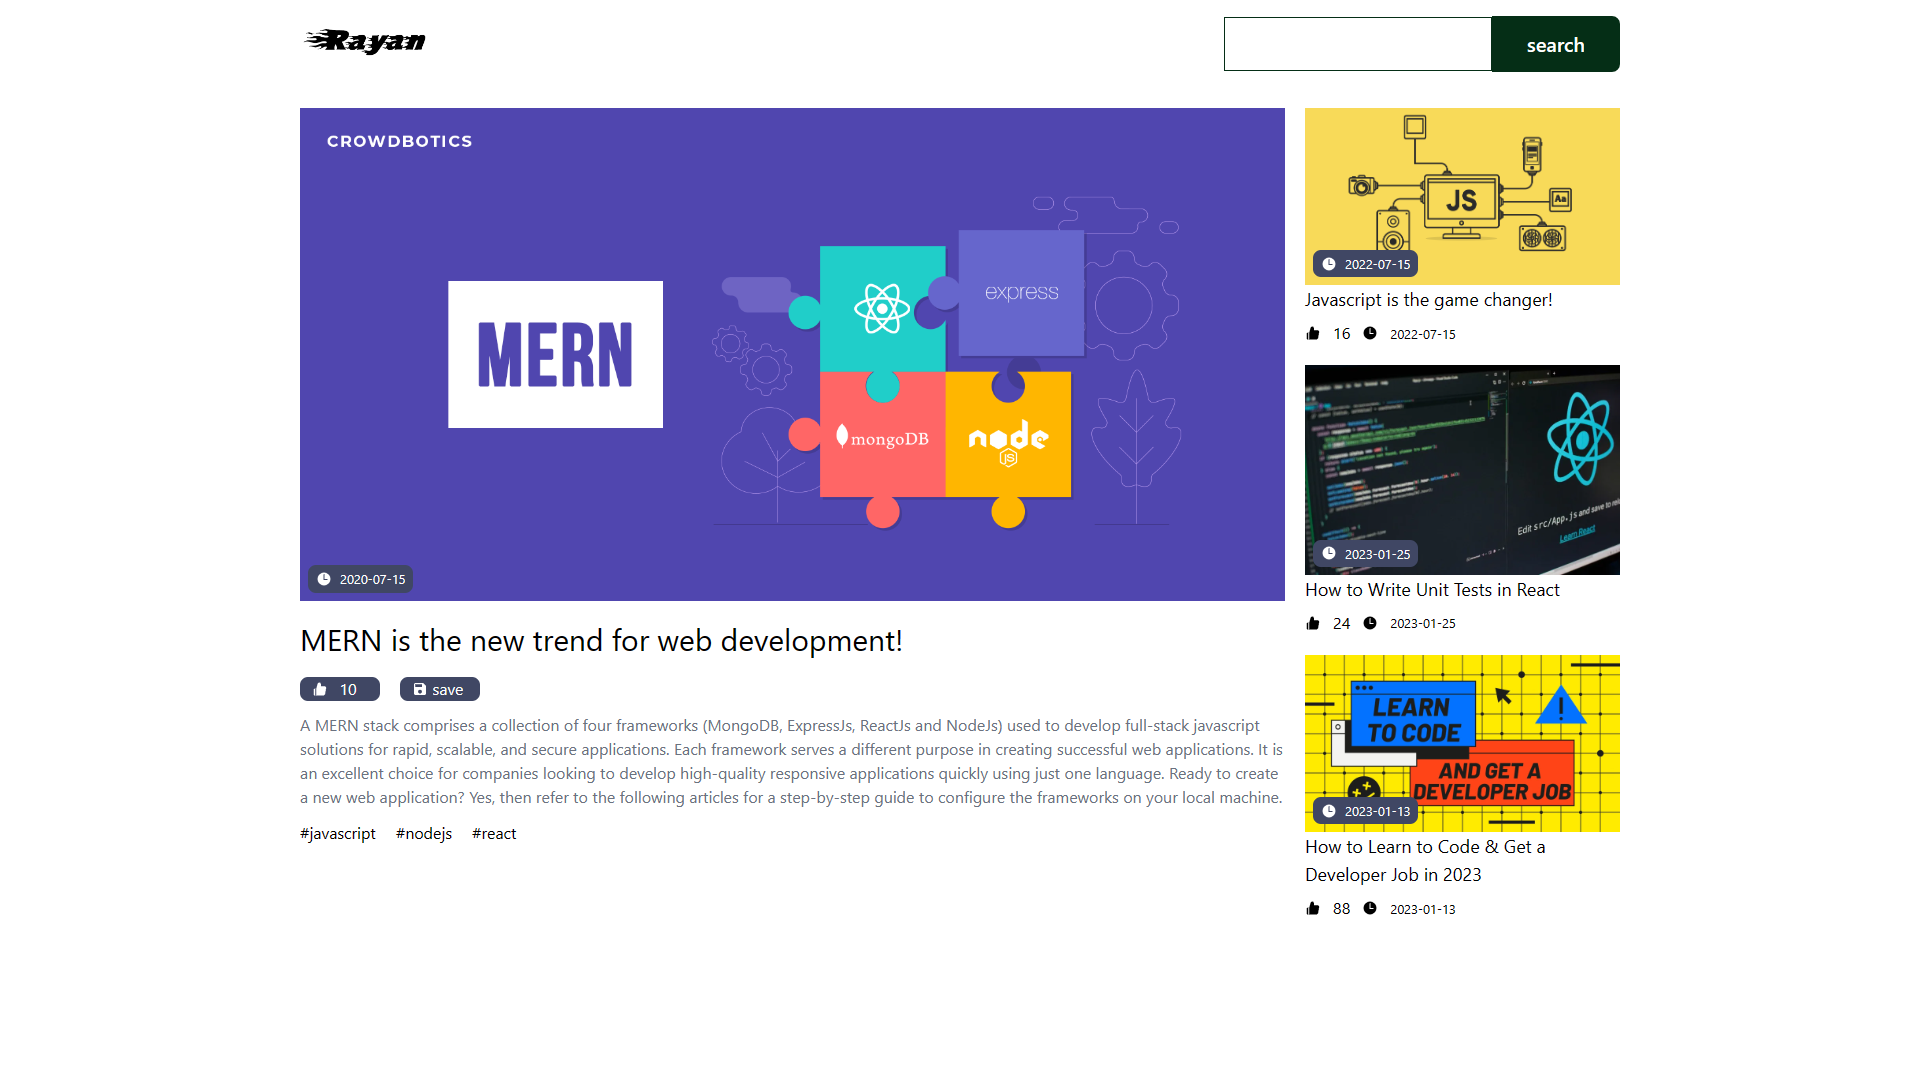 Rayan
search
CROWDBOTICS
MERN
express
mongoDB
node
JS
2020-07-15
MERN is the new trend for web development!
10
save
A MERN stack comprises a collection of four frameworks (MongoDB, ExpressJs, ReactJs and NodeJs) used to develop full-stack javascript
solutions for rapid, scalable, and secure applications. Each framework serves a different purpose in creating successful web applications. It is
an excellent choice for companies looking to develop high-quality responsive applications quickly using just one language. Ready to create
a new web application? Yes, then refer to the following articles for a step-by-step guide to configure the frameworks on your local machine.
#javascript #nodejs #react
JS
Aa
2022-07-15
Javascript is the game changer!
16 2022-07-15
Edit src/App.js and save to
Learn React
2023-01-25
How to Write Unit Tests in React
24 2023-01-25
LEARN
TO CODE
AND GET A
DEVELOPER JOB
2023-01-13
How to Learn to Code & Get a
Developer Job in 2023
88 2023-01-13